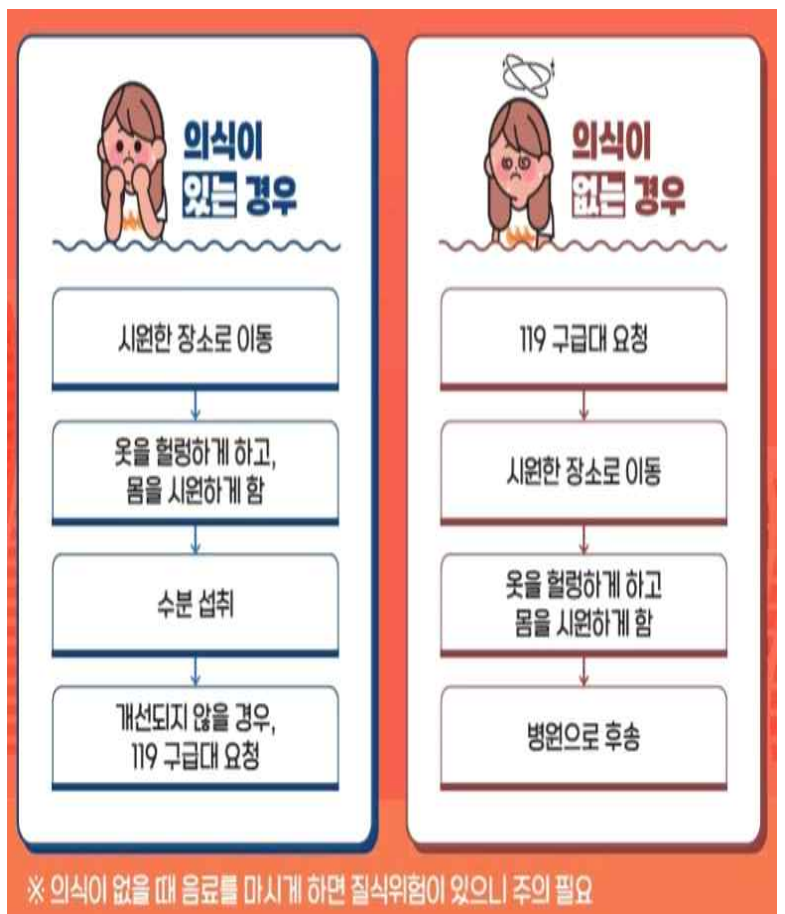 의식이
있는 경우
시원한 장소로 이동
옷을 헐렁하게 하고,
몸을 시원하게 함
수분 섭취
개선되지 않을 경우,
119 구급대 요청
의식이
없는 경우
119 구급대 요청
시원한 장소로 이동
옷을 헐렁하게 하고
몸을 시원하게 함
병원으로 후송
※ 의식이 없을 때 음료를 마시게 하면 질식위험이 있으니 주의 필요